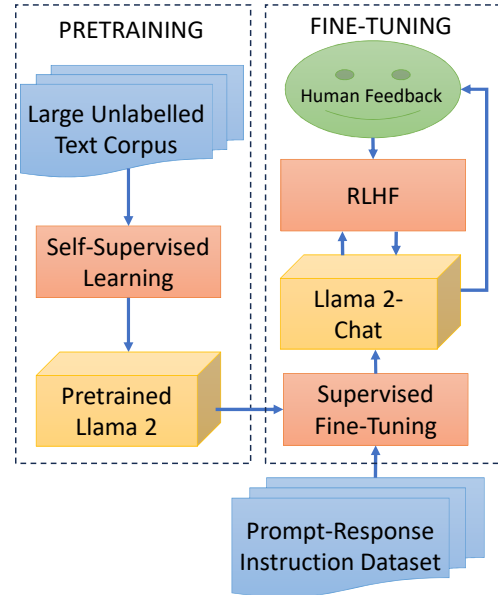 PRETRAINING
Large Unlabelled
Text Corpus
Self-Supervised
Learning
Pretrained
Llama 2
FINE-TUNING
Human Feedback
RLHF
Llama 2-
Chat
Supervised
Fine-Tuning
Prompt-Response
Instruction Dataset